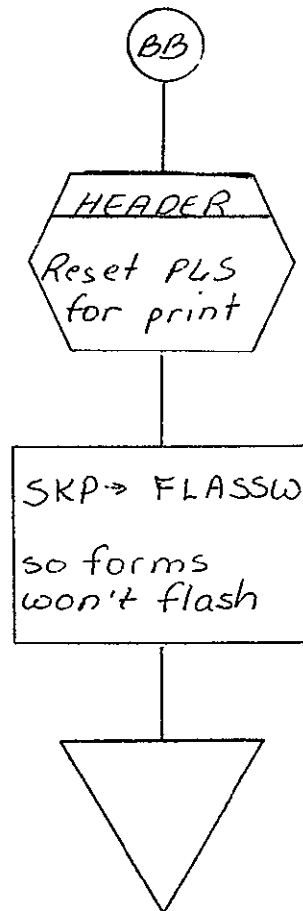 BB
HEADER
Reset PLS
for print
SKP→ FLASSW
so forms
won't flash